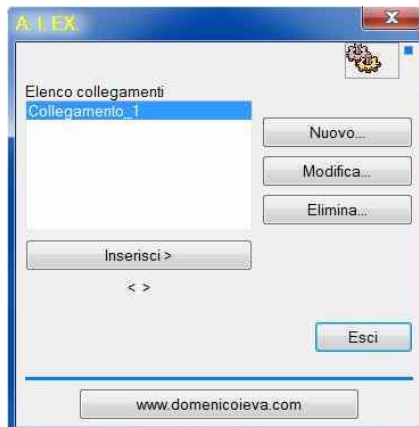 A. I. EX.
Elenco collegamenti
Collegamento_1
Nuovo...
Modifica...
Elimina...
Inserisci >
< >
Esci
www.domenicoieva.com